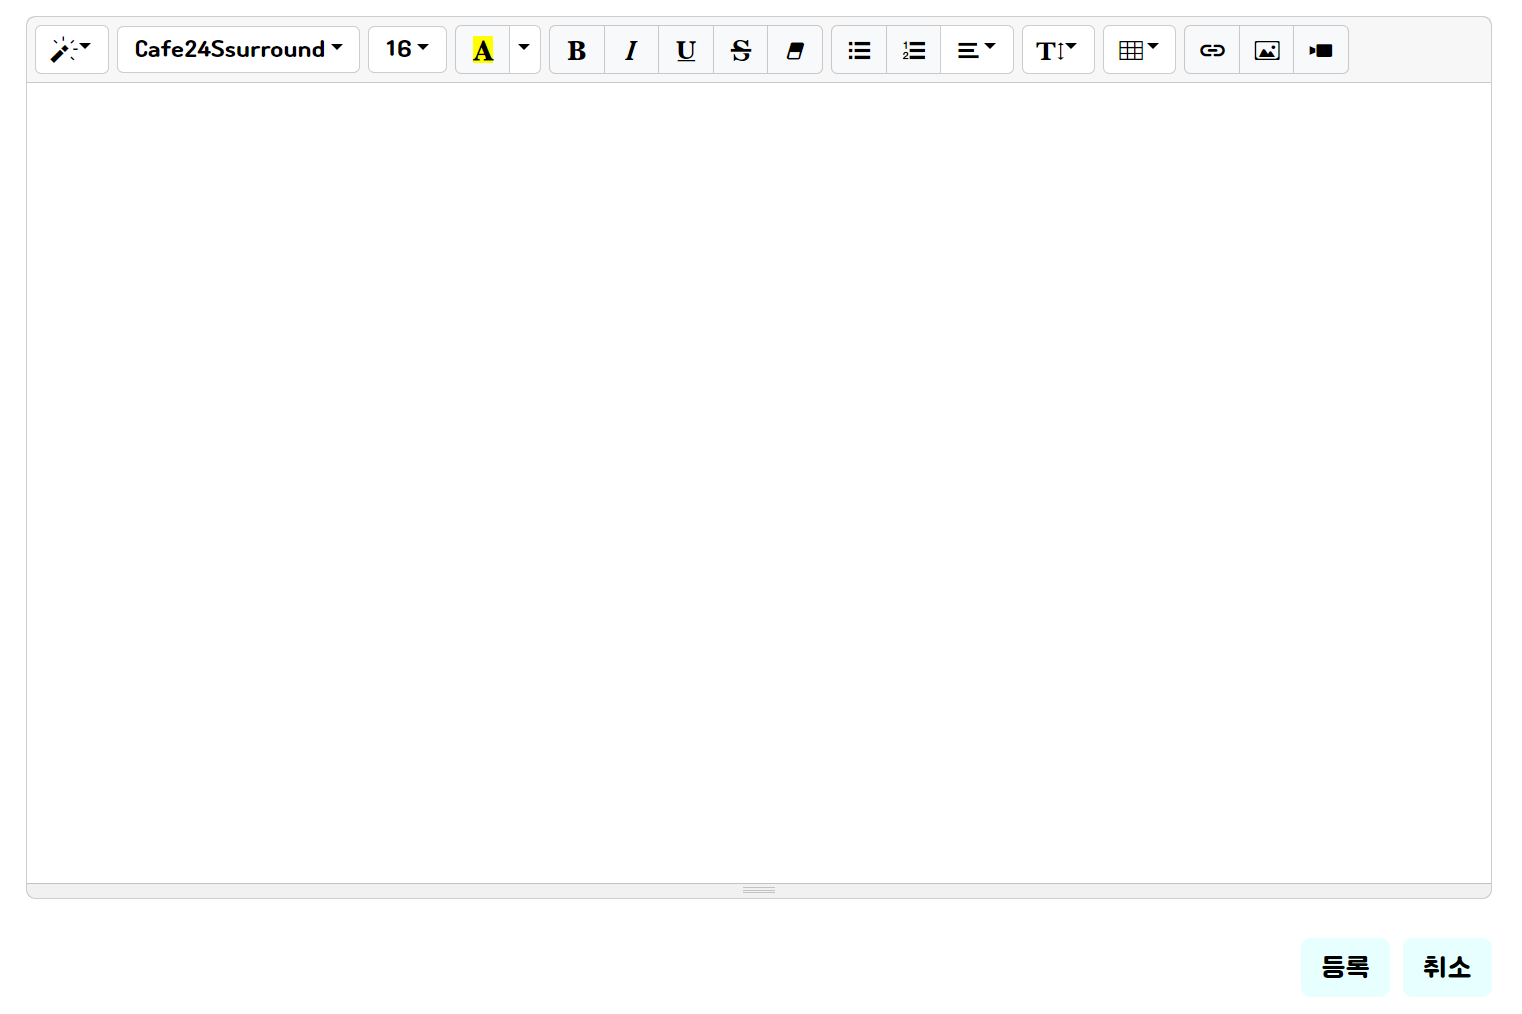 Cafe24Ssurround 16 A B I U S T
등록 취소